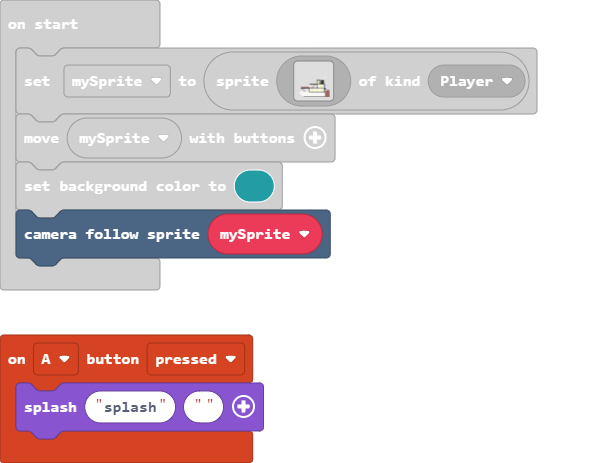 on start
set mySprite to sprite of kind Player
move mySprite with buttons
set background color to
camera follow sprite mySprite
on A button pressed
splash "splash" " "